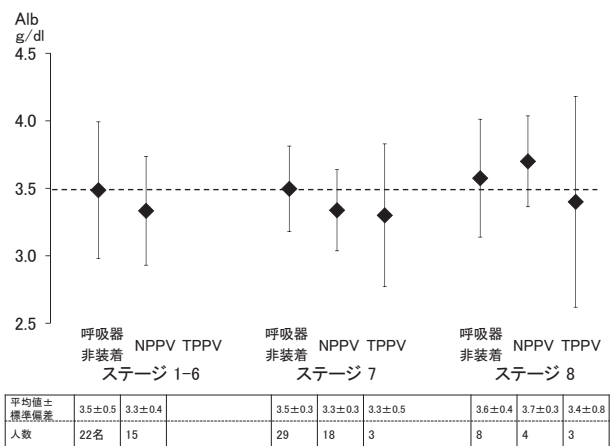 Alb
g/dl
4.5
4.0
3.5
3.0
2.5
呼吸器
非装着 NPPV TPPV
ステージ 1-6
呼吸器
非装着 NPPV TPPV
ステージ 7
呼吸器
非装着 NPPV TPPV
ステージ 8
平均値±
標準偏差 3.5±0.5 3.3±0.4 3.5±0.3 3.3±0.3 3.3±0.5 3.6±0.4 3.7±0.3 3.4±0.8
人数 22名 15 29 18 3 8 4 3